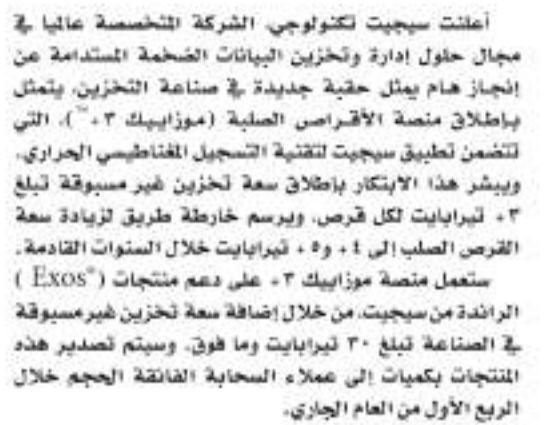 أعلنت سيجيت تكنولوجي، الشركة المتخصصة عالميا في
مجال حلول إدارة وتخزين البيانات الضخمة المستدامة عن
إنجاز هام يمثل حقبة جديدة في صناعة التخزين، يتمثل
بإطلاق منصة الأقراص الصلبة (موزاييك ٣+™)، التي
تتضمن تطبيق سيجيت لتقنية التسجيل المغناطيسي الحراري.
ويبشر هذا الابتكار بإطلاق سعة تخزين غير مسبوقة تبلغ
٣+ تيرابايت لكل قرص، ويرسم خارطة طريق لزيادة سعة
القرص الصلب إلى ٤+ و٥+ تيرابايت خلال السنوات القادمة.
ستعمل منصة موزاييك ٣+ على دعم منتجات (Exos®)
الرائدة من سيجيت، من خلال إضافة سعة تخزين غير مسبوقة
في الصناعة تبلغ ٣٠ تيرابايت وما فوق. وسيتم تصدير هذه
المنتجات بكميات إلى عملاء السحابة الفائقة الحجم خلال
الربع الأول من العام الجاري.